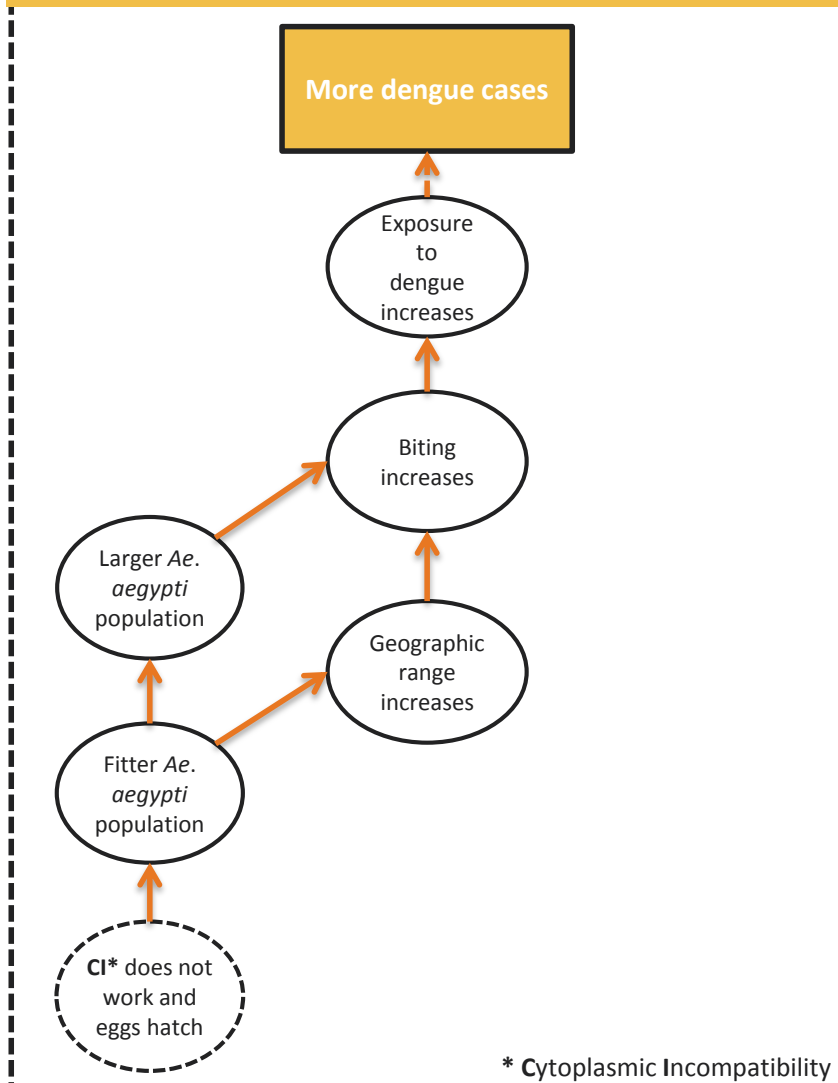 More dengue cases
Exposure
to
dengue
increases
Biting
increases
Larger Ae.
aegypti
population
Geographic
range
increases
Fitter Ae.
aegypti
population
CI* does not
work and
eggs hatch
* Cytoplasmic Incompatibility